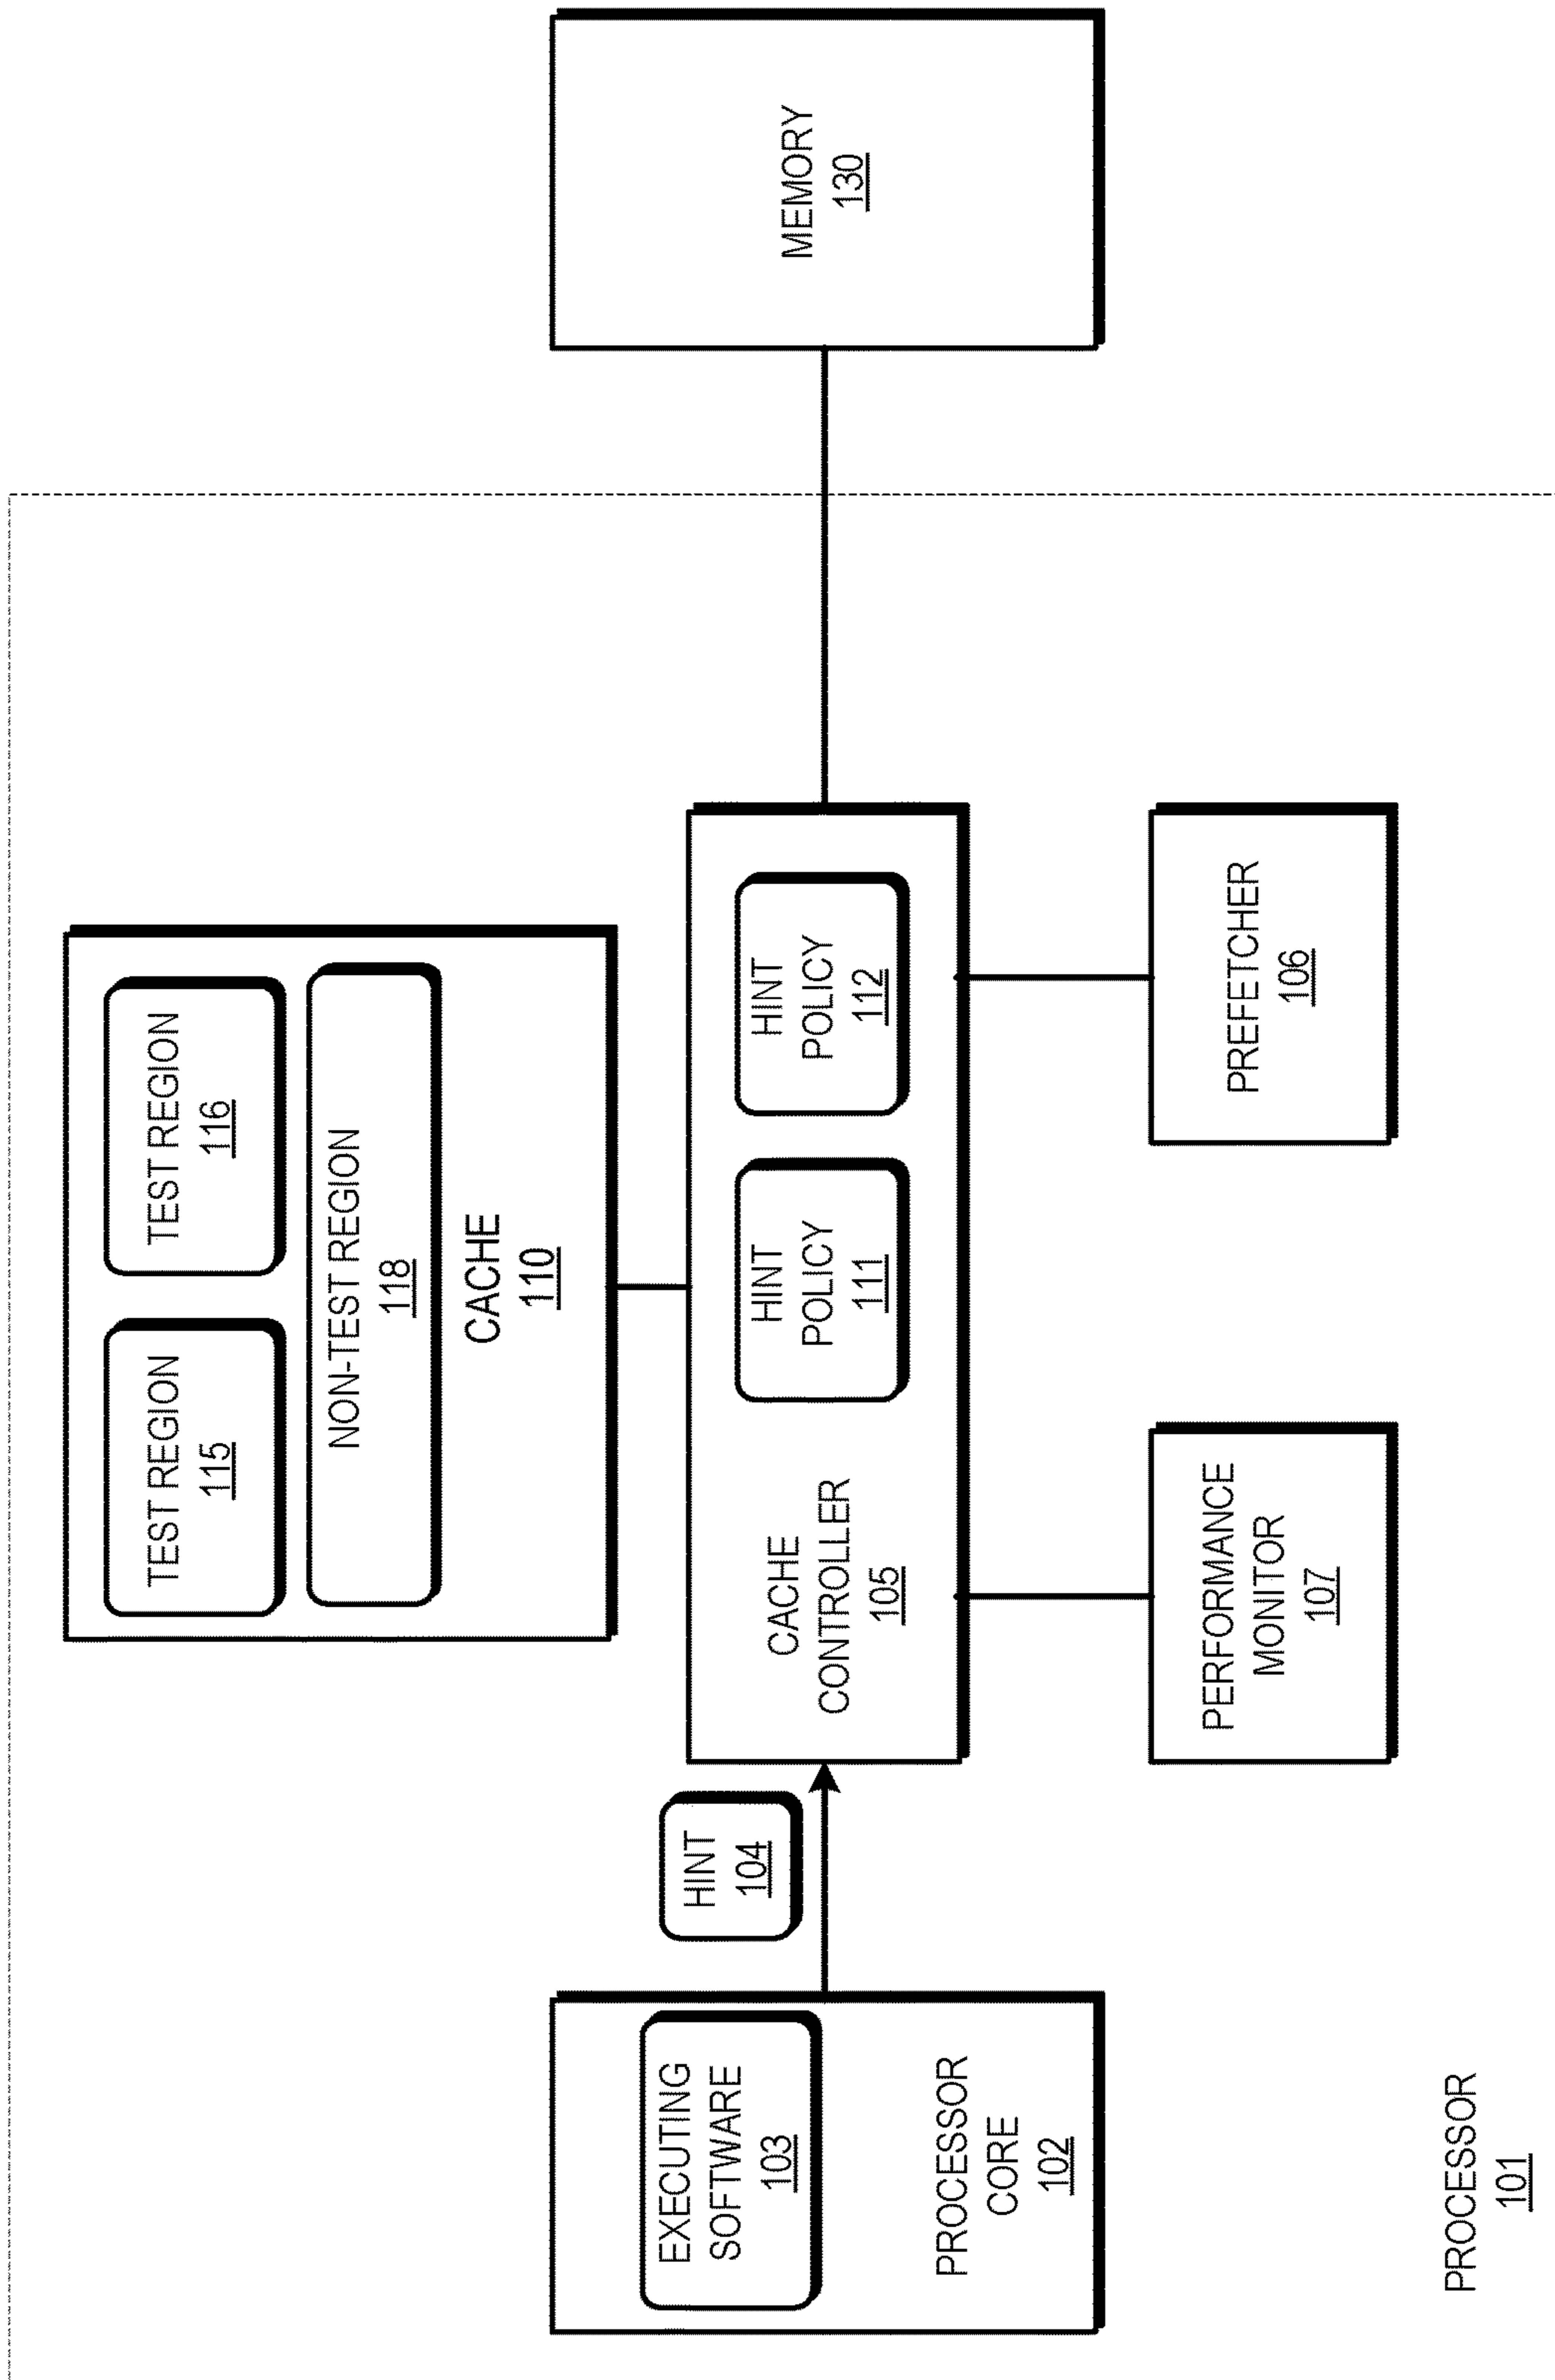 TEST REGION
115
TEST REGION
116
NON-TEST REGION
118
CACHE
110
EXECUTING
SOFTWARE
103
PROCESSOR
CORE
102
HINT
104
CACHE
CONTROLLER
105
HINT
POLICY
111
HINT
POLICY
112
MEMORY
130
PERFORMANCE
MONITOR
107
PREFETCHER
106
PROCESSOR
101